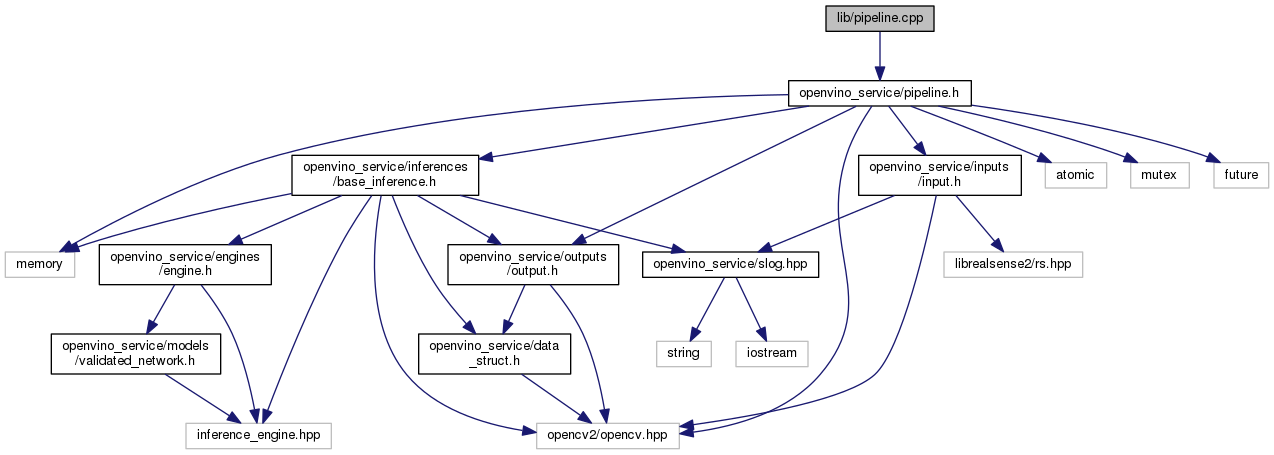 lib/pipeline.cpp
openvino_service/pipeline.h
openvino_service/inferences
/base_inference.h
openvino_service/inputs
/input.h
atomic
mutex
future
memory
openvino_service/engines
/engine.h
openvino_service/outputs
/output.h
openvino_service/slog.hpp
librealsense2/rs.hpp
openvino_service/models
/validated_network.h
openvino_service/data
_struct.h
string
iostream
inference_engine.hpp
opencv2/opencv.hpp